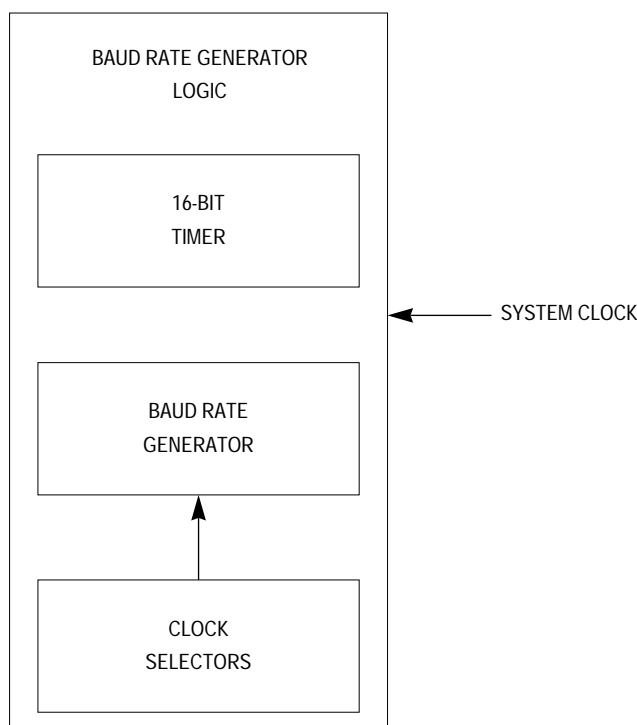 BAUD RATE GENERATOR
LOGIC
16-BIT
TIMER
SYSTEM CLOCK
BAUD RATE
GENERATOR
CLOCK
SELECTORS